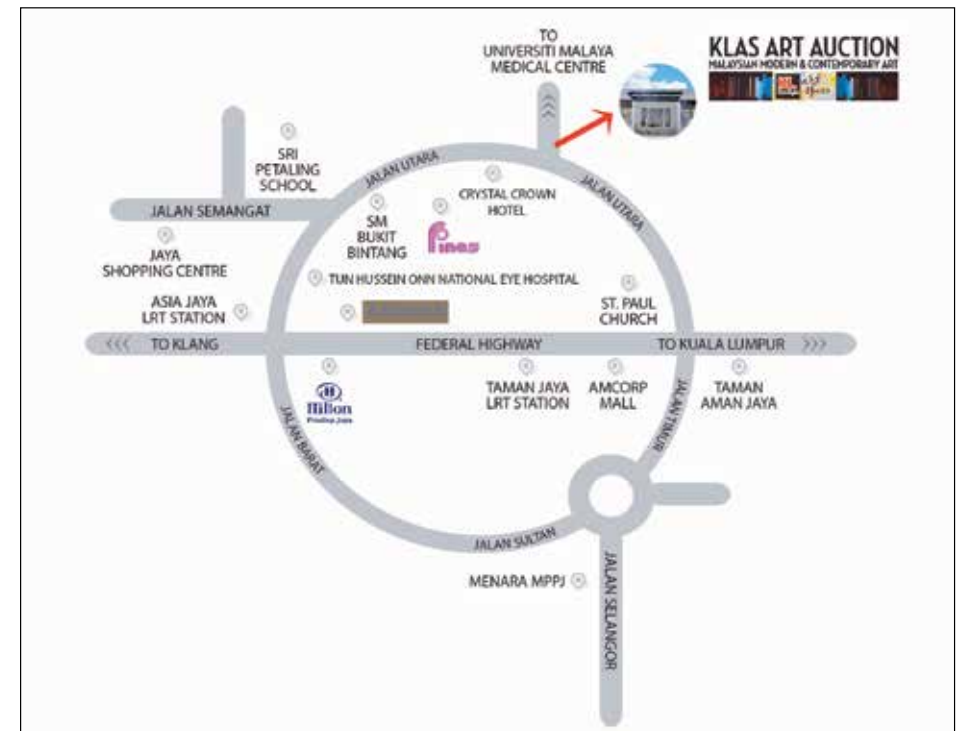 TO
UNIVERSITI MALAYA
MEDICAL CENTRE
KLAS ART AUCTION
MALAYSIAN MODERN & CONTEMPORARY ART
SRI
PETALING
SCHOOL
JALAN UTARA
CRYSTAL CROWN
HOTEL
JALAN UTARA
JALAN SEMANGAT
SM
BUKIT
BINTANG
Pines
JAYA
SHOPPING CENTRE
TUN HUSSEIN ONN NATIONAL EYE HOSPITAL
ASIA JAYA
LRT STATION
ST. PAUL
CHURCH
<<< TO KLANG
FEDERAL HIGHWAY
TO KUALA LUMPUR >>>
Hilton
Petaling Jaya
TAMAN JAYA
LRT STATION
AMCORP
MALL
TAMAN
AMAN JAYA
JALAN TIMUR
JALAN BARAT
JALAN SULTAN
MENARA MPPJ
JALAN SELANGOR